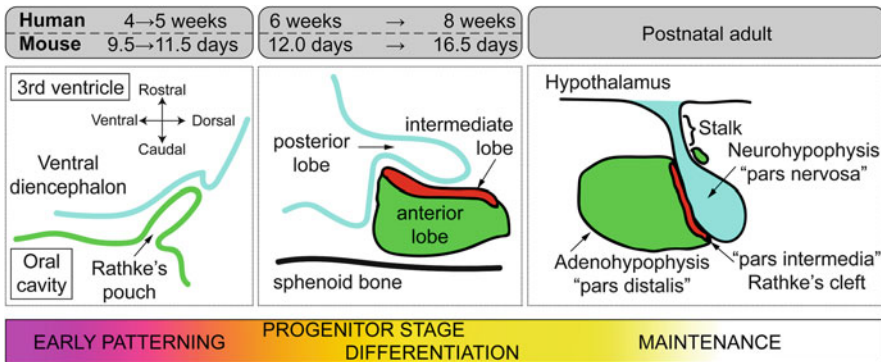 Human 4→5 weeks
Mouse 9.5→11.5 days
6 weeks → 8 weeks
12.0 days → 16.5 days
Postnatal adult
3rd ventricle
Rostral
Ventral
Dorsal
Caudal
Ventral
diencephalon
Oral
cavity
Rathke's
pouch
posterior
lobe
intermediate
lobe
anterior
lobe
sphenoid bone
Hypothalamus
Stalk
Neurohypophysis
"pars nervosa"
Adenohypophysis
"pars distalis"
"pars intermedia"
Rathke's cleft
EARLY PATTERNING
PROGENITOR STAGE
DIFFERENTIATION
MAINTENANCE